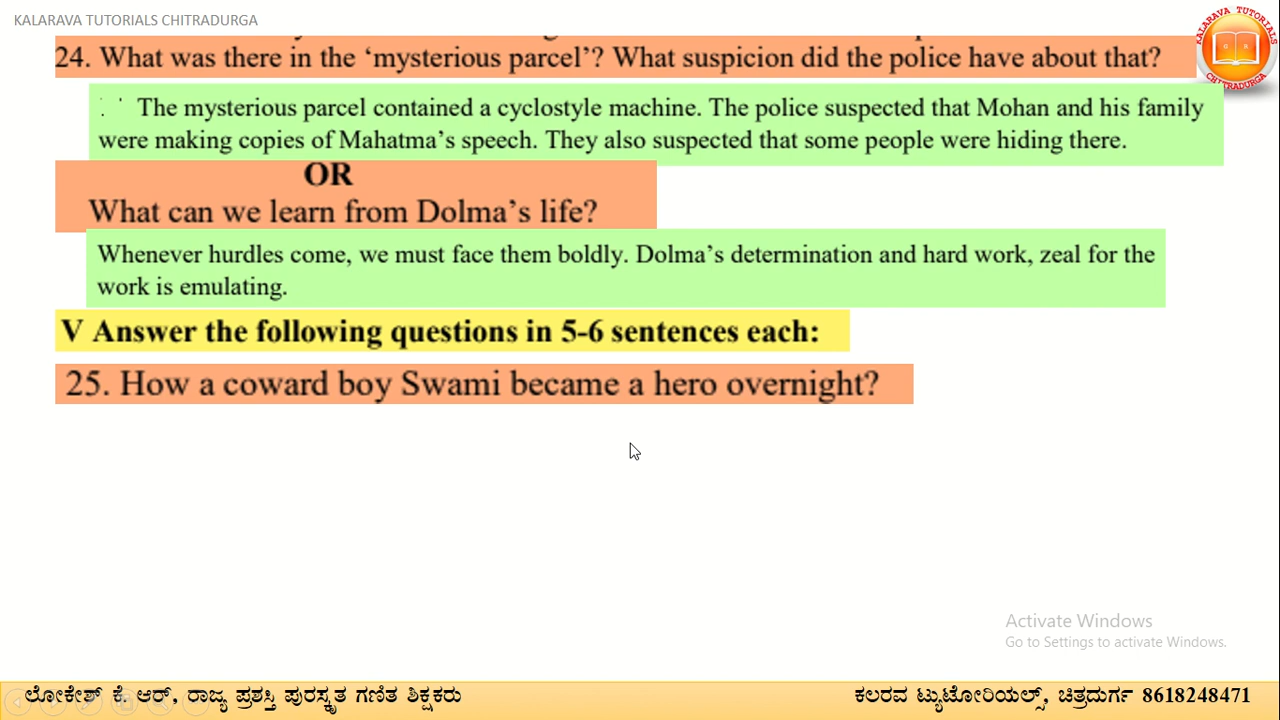 KALARAVA TUTORIALS CHITRADURGA
KALARAVA TUTORIALS
CHITRADURGA
24. What was there in the ‘mysterious parcel’? What suspicion did the police have about that?
The mysterious parcel contained a cyclostyle machine. The police suspected that Mohan and his family
were making copies of Mahatma’s speech. They also suspected that some people were hiding there.
OR
What can we learn from Dolma’s life?
Whenever hurdles come, we must face them boldly. Dolma’s determination and hard work, zeal for the
work is emulating.
V Answer the following questions in 5-6 sentences each:
25. How a coward boy Swami became a hero overnight?
Activate Windows
Go to Settings to activate Windows.
ಲೋಕೇಶ್ ಕೆ ಆರ್, ರಾಜ್ಯ ಪ್ರಶಸ್ತಿ ಪುರಸ್ಕೃತ ಗಣಿತ ಶಿಕ್ಷಕರು
ಕಲರವ ಟ್ಯುಟೋರಿಯಲ್ಸ್, ಚಿತ್ರದುರ್ಗ 8618248471